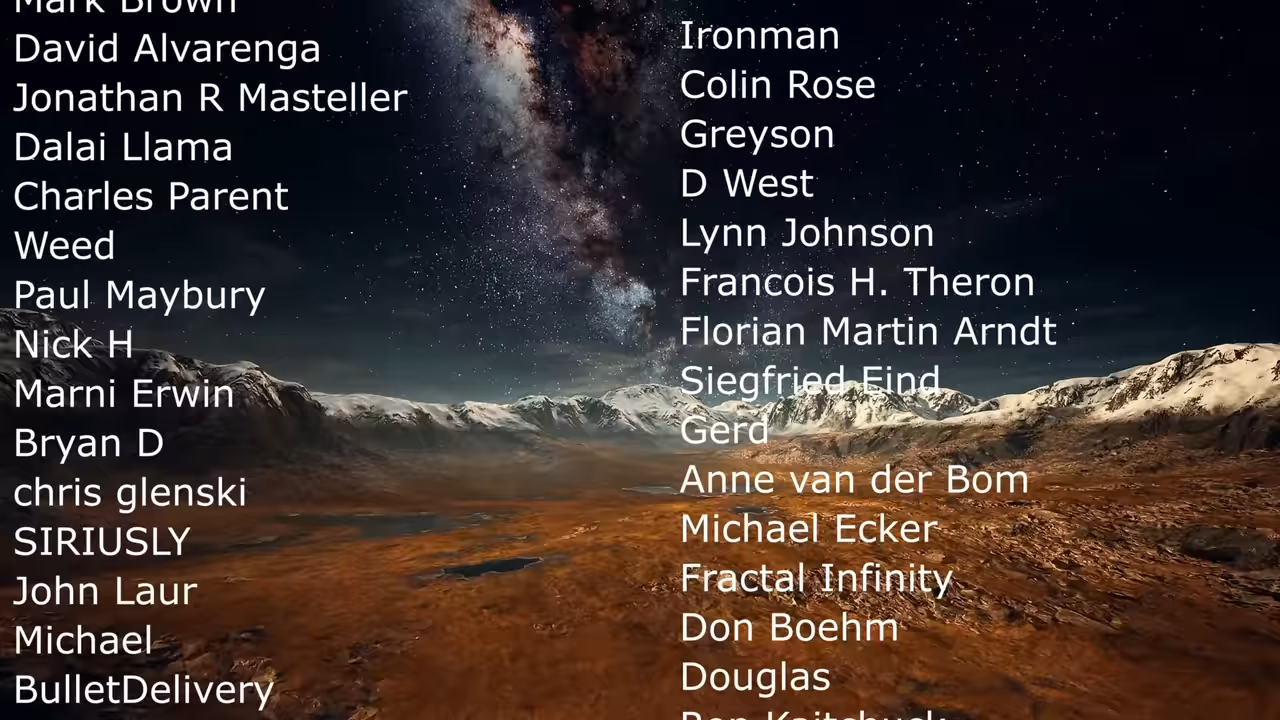 Mark Brown
David Alvarenga
Jonathan R Masteller
Dalai Llama
Charles Parent
Weed
Paul Maybury
Nick H
Marni Erwin
Bryan D
chris glenski
SIRIUSLY
John Laur
Michael
BulletDelivery
Ironman
Colin Rose
Greyson
D West
Lynn Johnson
Francois H. Theron
Florian Martin Arndt
Siegfried Eind
Gerd
Anne van der Bom
Michael Ecker
Fractal Infinity
Don Boehm
Douglas